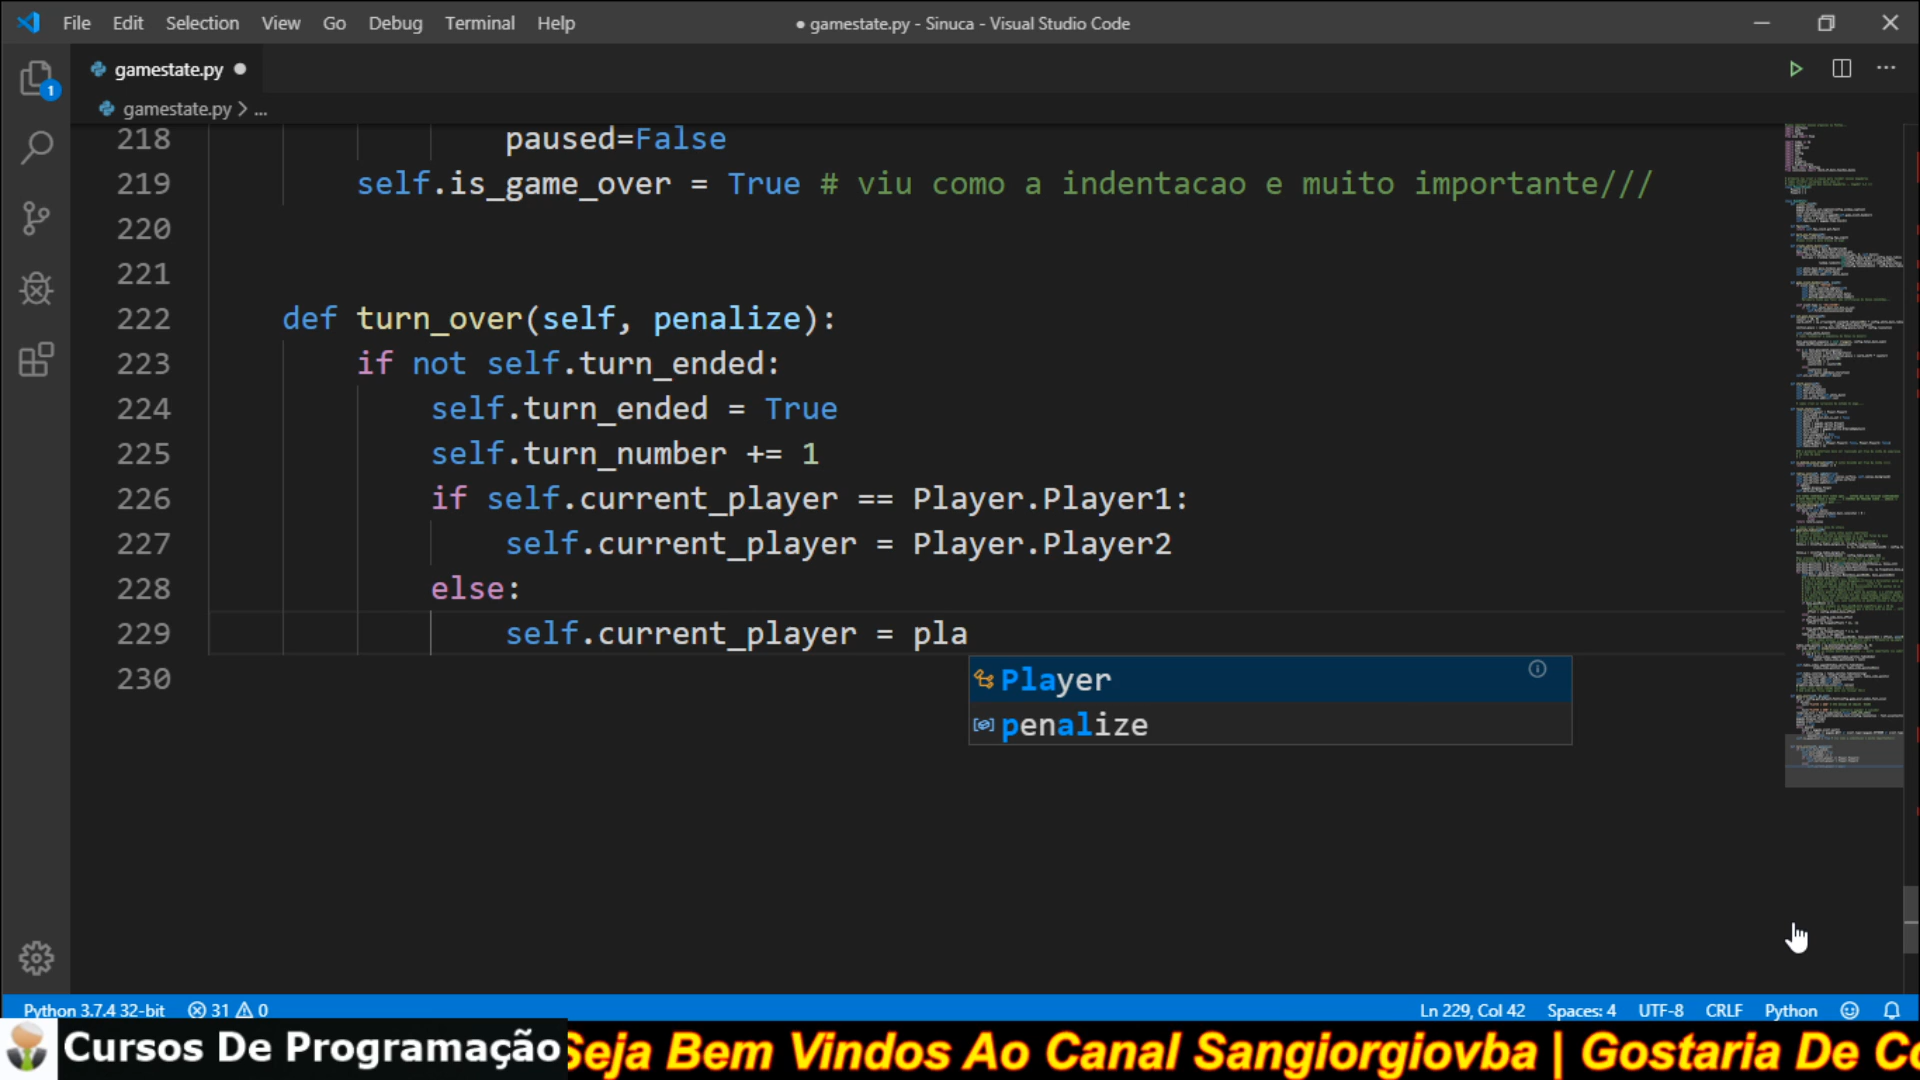 File Edit Selection View Go Debug Terminal Help ● gamestate.py - Sinuca - Visual Studio Code
gamestate.py ●
1
gamestate.py > ...
218 paused=False
219 self.is_game_over = True # viu como a indentacao e muito importante///
220
221
222 def turn_over(self, penalize):
223 if not self.turn_ended:
224 self.turn_ended = True
225 self.turn_number += 1
226 if self.current_player == Player.Player1:
227 self.current_player = Player.Player2
228 else:
229 self.current_player = pla
230
Player
penalize
Python 3.7.4 32-bit 31 0 Ln 229, Col 42 Spaces: 4 UTF-8 CRLF Python
Cursos De Programação Seja Bem Vindos Ao Canal Sangiorgiovba | Gostaria De Co